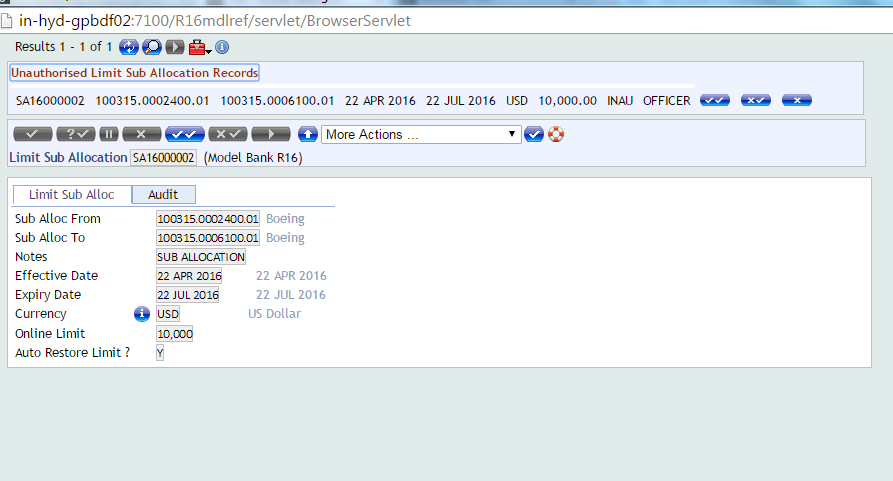 in-hyd-gpbdf02:7100/R16mdlref/servlet/BrowserServlet
Results 1 - 1 of 1
Unauthorised Limit Sub Allocation Records
SA16000002 100315.0002400.01 100315.0006100.01 22 APR 2016 22 JUL 2016 USD 10,000.00 INAU OFFICER
More Actions ...
Limit Sub Allocation SA16000002 (Model Bank R16)
Limit Sub Alloc Audit
Sub Alloc From 100315.0002400.01 Boeing
Sub Alloc To 100315.0006100.01 Boeing
Notes SUB ALLOCATION
Effective Date 22 APR 2016 22 APR 2016
Expiry Date 22 JUL 2016 22 JUL 2016
Currency USD US Dollar
Online Limit 10,000
Auto Restore Limit ? Y